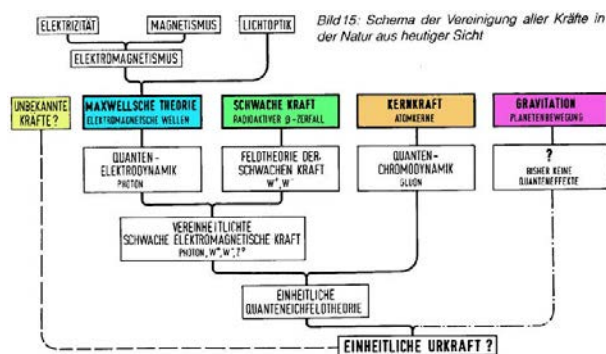 ELEKTRIZITÄT
MAGNETISMUS
LICHTOPTIK
Bild 15: Schema der Vereinigung aller Kräfte in
der Natur aus heutiger Sicht
ELEKTROMAGNETISMUS
UNBEKANNTE
KRÄFTE?
MAXWELLSCHE THEORIE
ELEKTROMAGNETISCHE WELLEN
SCHWACHE KRAFT
RADIOAKTIVER β-ZERFALL
KERNKRAFT
ATOMKERNE
GRAVITATION
PLANETENBEWEGUNG
QUANTEN-
ELEKTRODYNAMIK
PHOTON
FELDTHEORIE DER
SCHWACHEN KRAFT
W⁺, W⁻
QUANTEN-
CHROMODYNAMIK
GLUON
?
BISHER KEINE
QUANTENEFFEKTE
VEREINHEITLICHTE
SCHWACHE ELEKTROMAGNETISCHE KRAFT
PHOTON, W⁺, W⁻, Z⁰
EINHEITLICHE
QUANTENEICHFELDTHEORIE
EINHEITLICHE URKRAFT ?